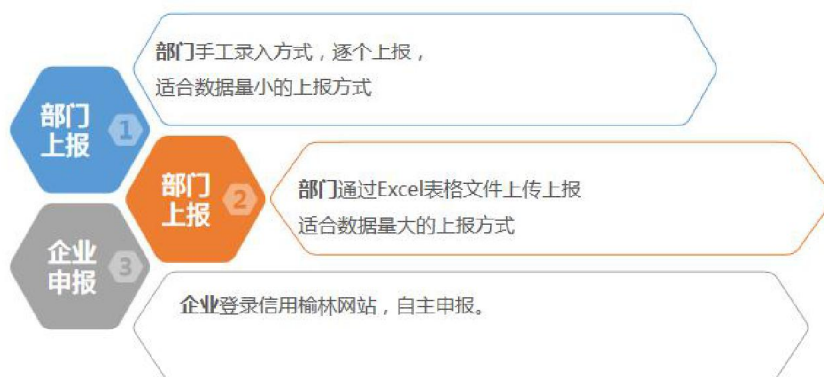 部门手工录入方式，逐个上报，
适合数据量小的上报方式
部门
上报
1
部门
上报
2
部门通过Excel表格文件上传上报
适合数据量大的上报方式
企业
申报
3
企业登录信用榆林网站，自主申报。